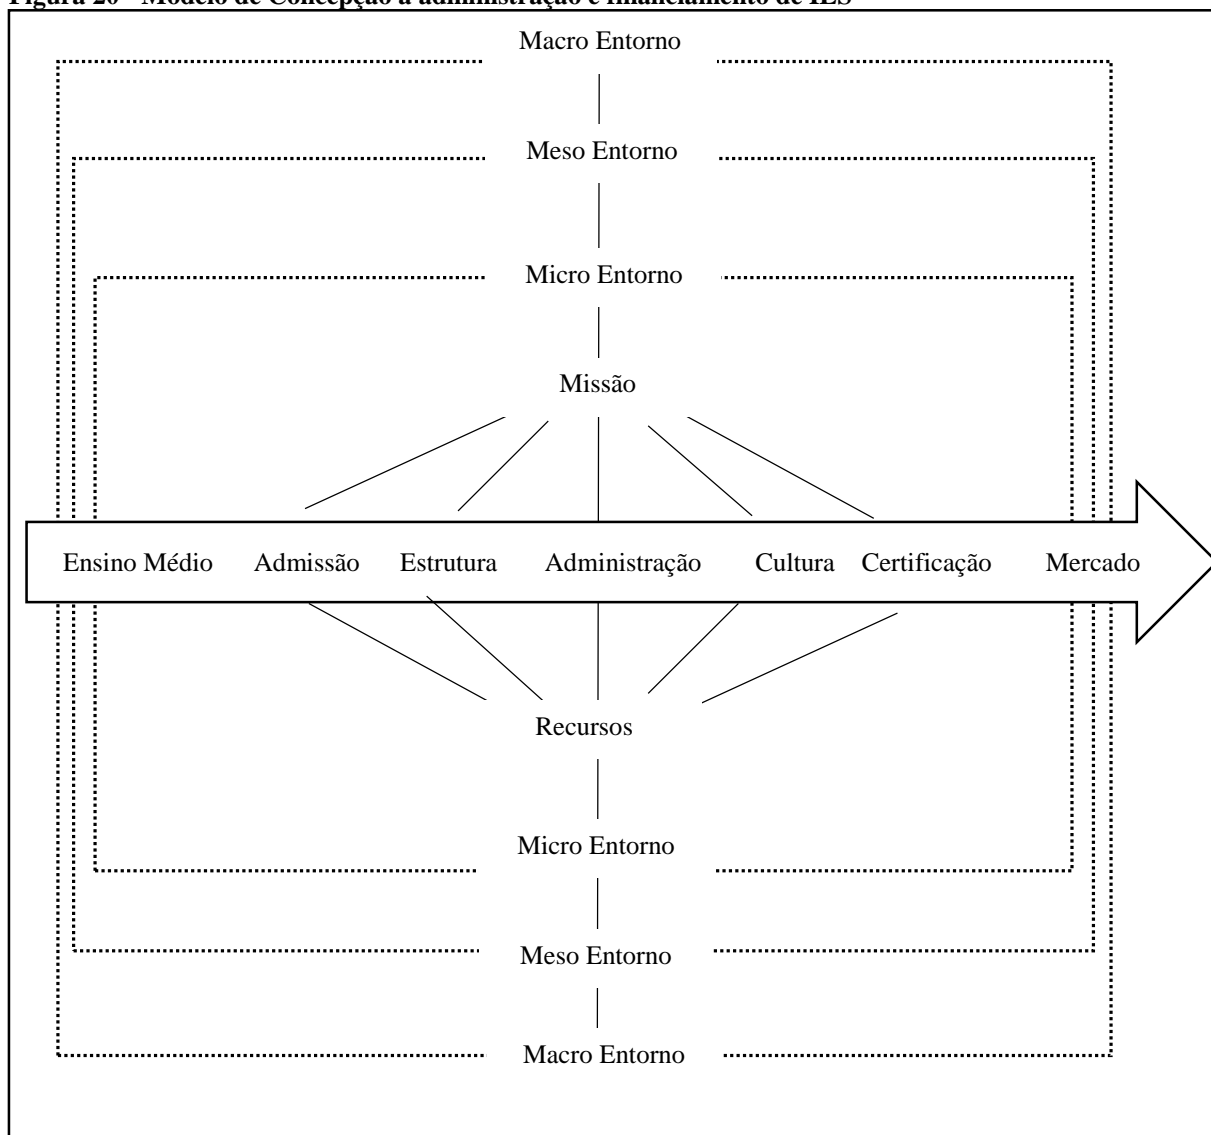 Figura 20 - Modelo de Concepção à administração e financiamento de IES
Macro Entorno
Meso Entorno
Micro Entorno
Missão
Ensino Médio Admissão Estrutura Administração Cultura Certificação Mercado
Recursos
Micro Entorno
Meso Entorno
Macro Entorno